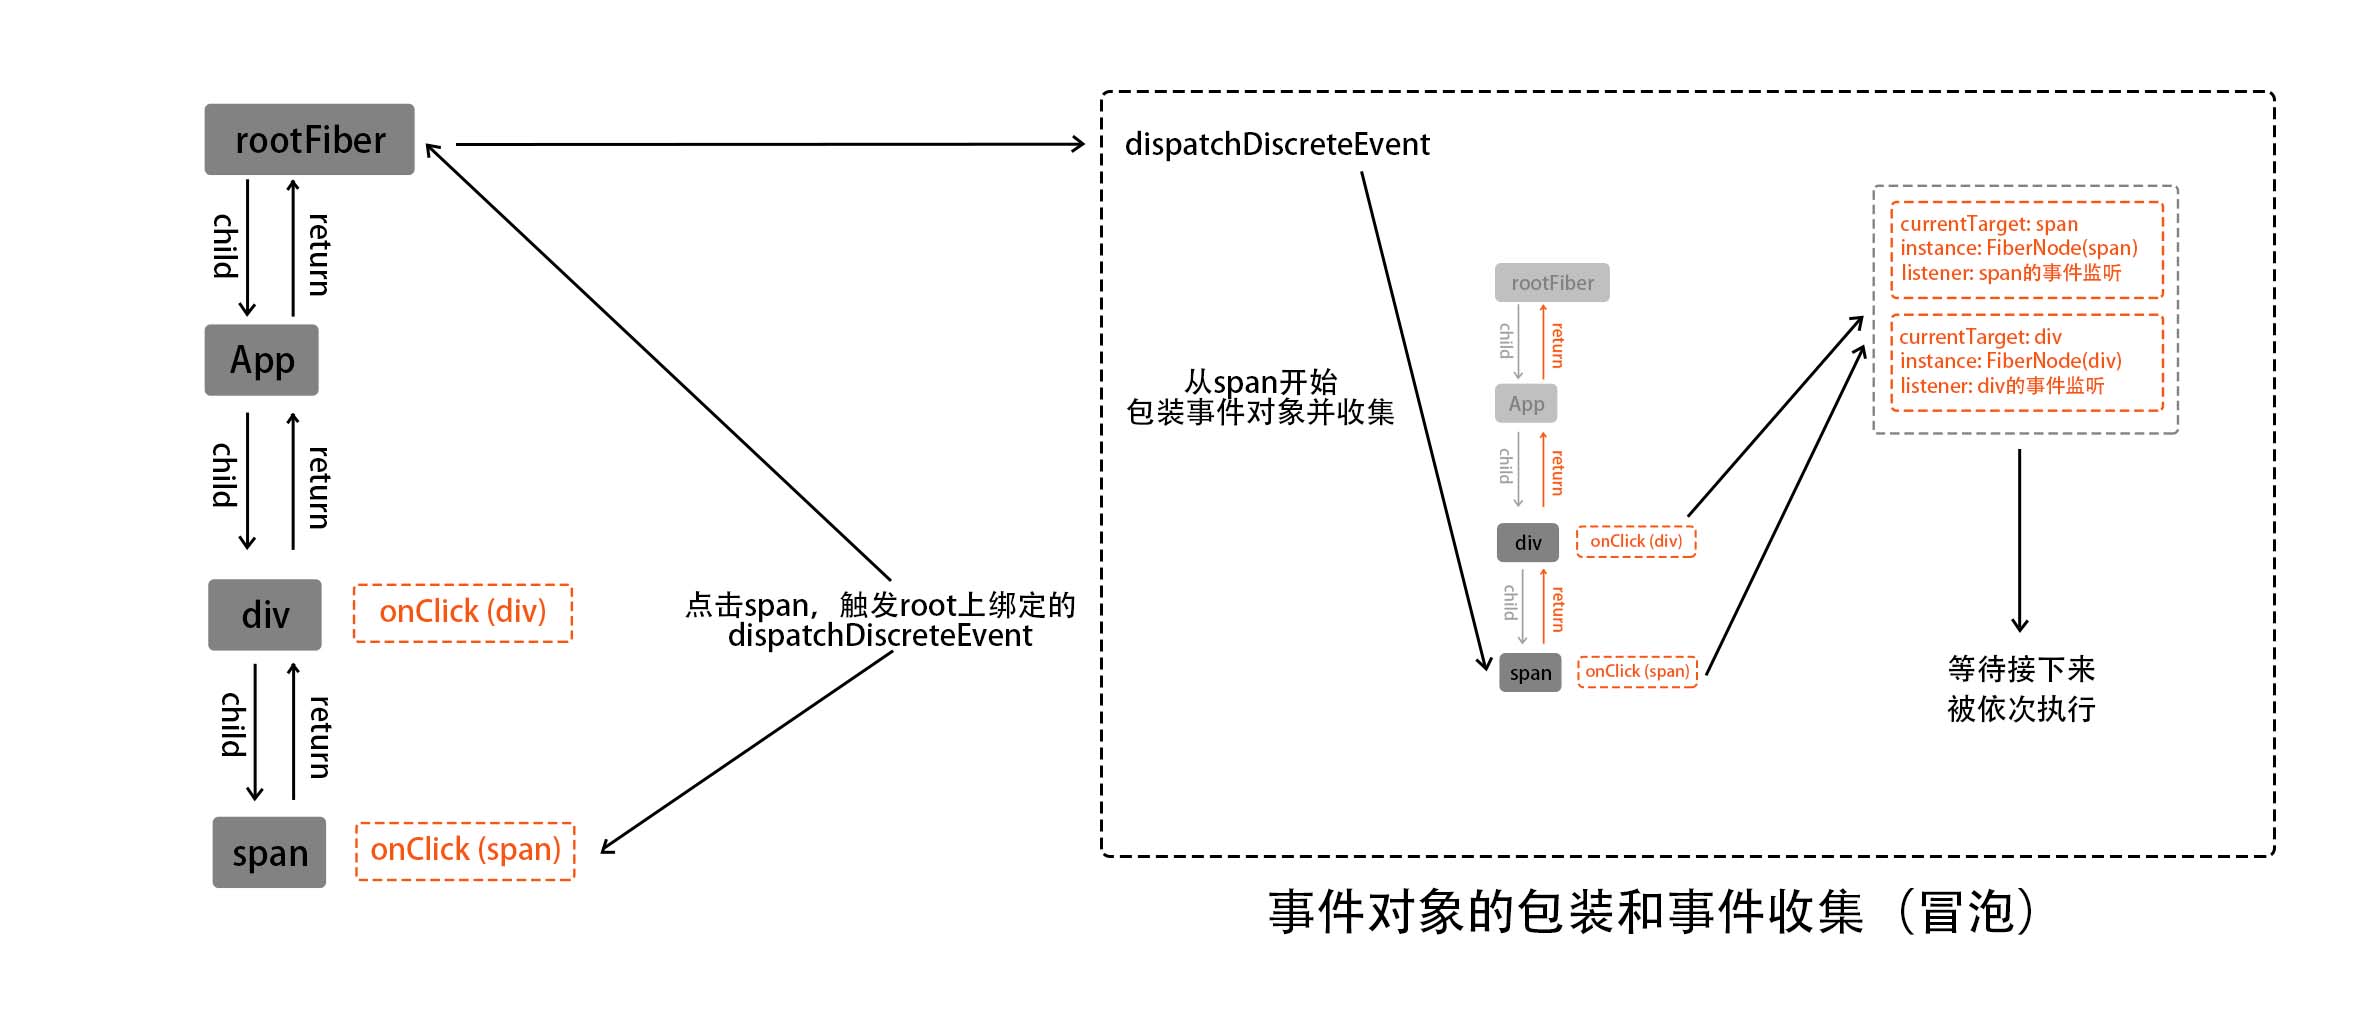 rootFiber
child
return
App
child
return
div
onClick (div)
child
return
span
onClick (span)
点击span，触发root上绑定的
dispatchDiscreteEvent
dispatchDiscreteEvent
从span开始
包装事件对象并收集
rootFiber
child
return
App
child
return
div
onClick (div)
child
return
span
onClick (span)
currentTarget: span
instance: FiberNode(span)
listener: span的事件监听
currentTarget: div
instance: FiberNode(div)
listener: div的事件监听
等待接下来
被依次执行
事件对象的包装和事件收集（冒泡）